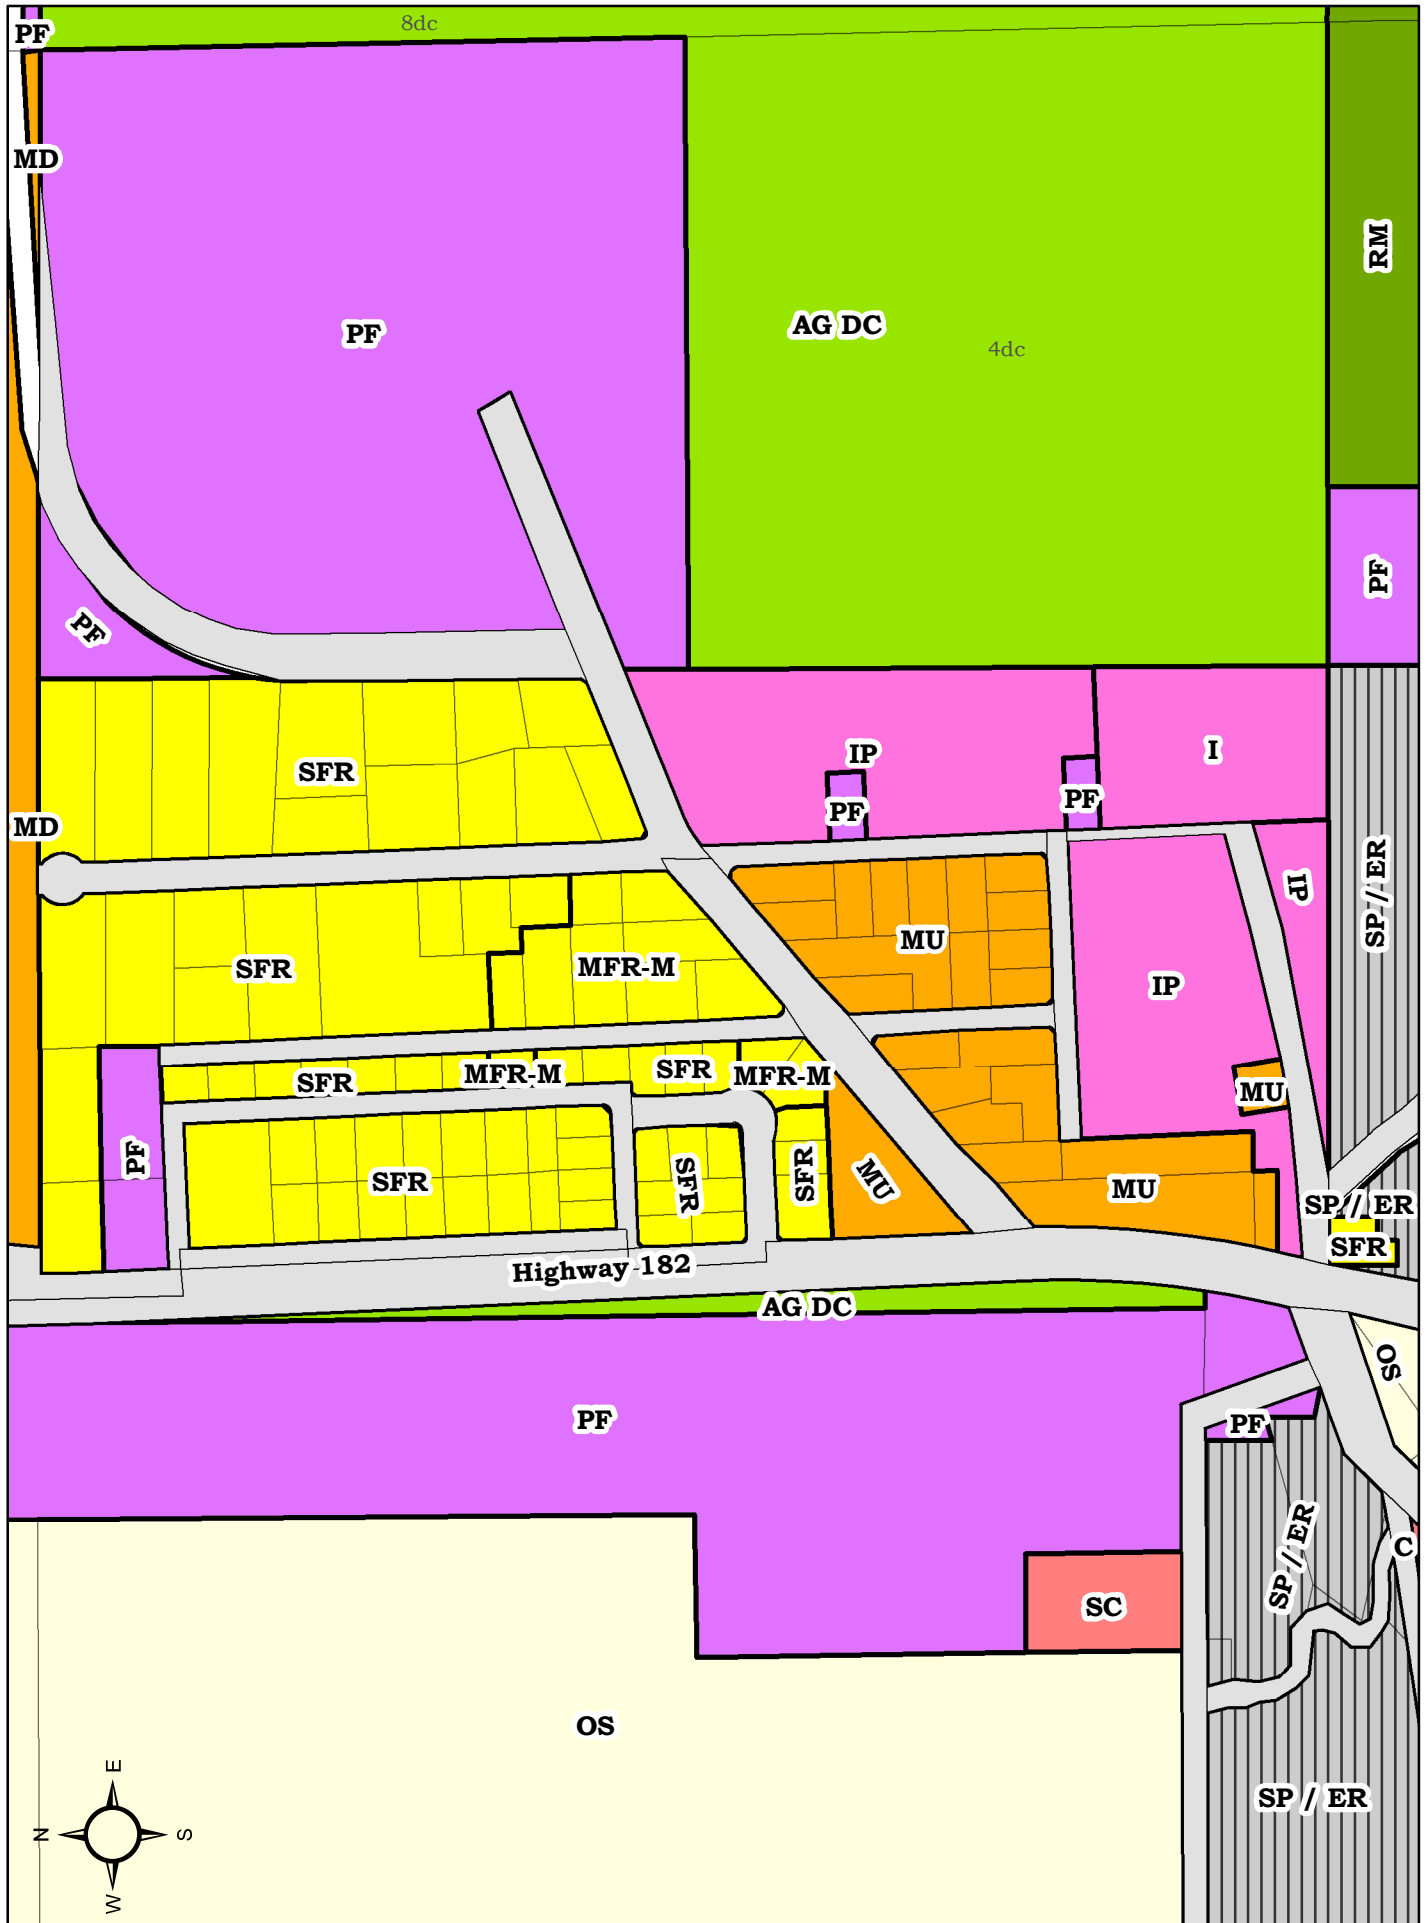 8dc
PF
MD
RM
AG DC
PF
4dc
PF
PF
IP
I
SFR
PF
PF
MD
SP / ER
IP
MU
SFR
MFR-M
IP
SFR
MFR-M
SFR
MFR-M
MU
PF
SFR
SFR
SFR
MU
MU
SP / ER
SFR
Highway 182
AG DC
OS
PF
PF
SP / ER
C
SC
OS
E
SP / ER
N
S
W